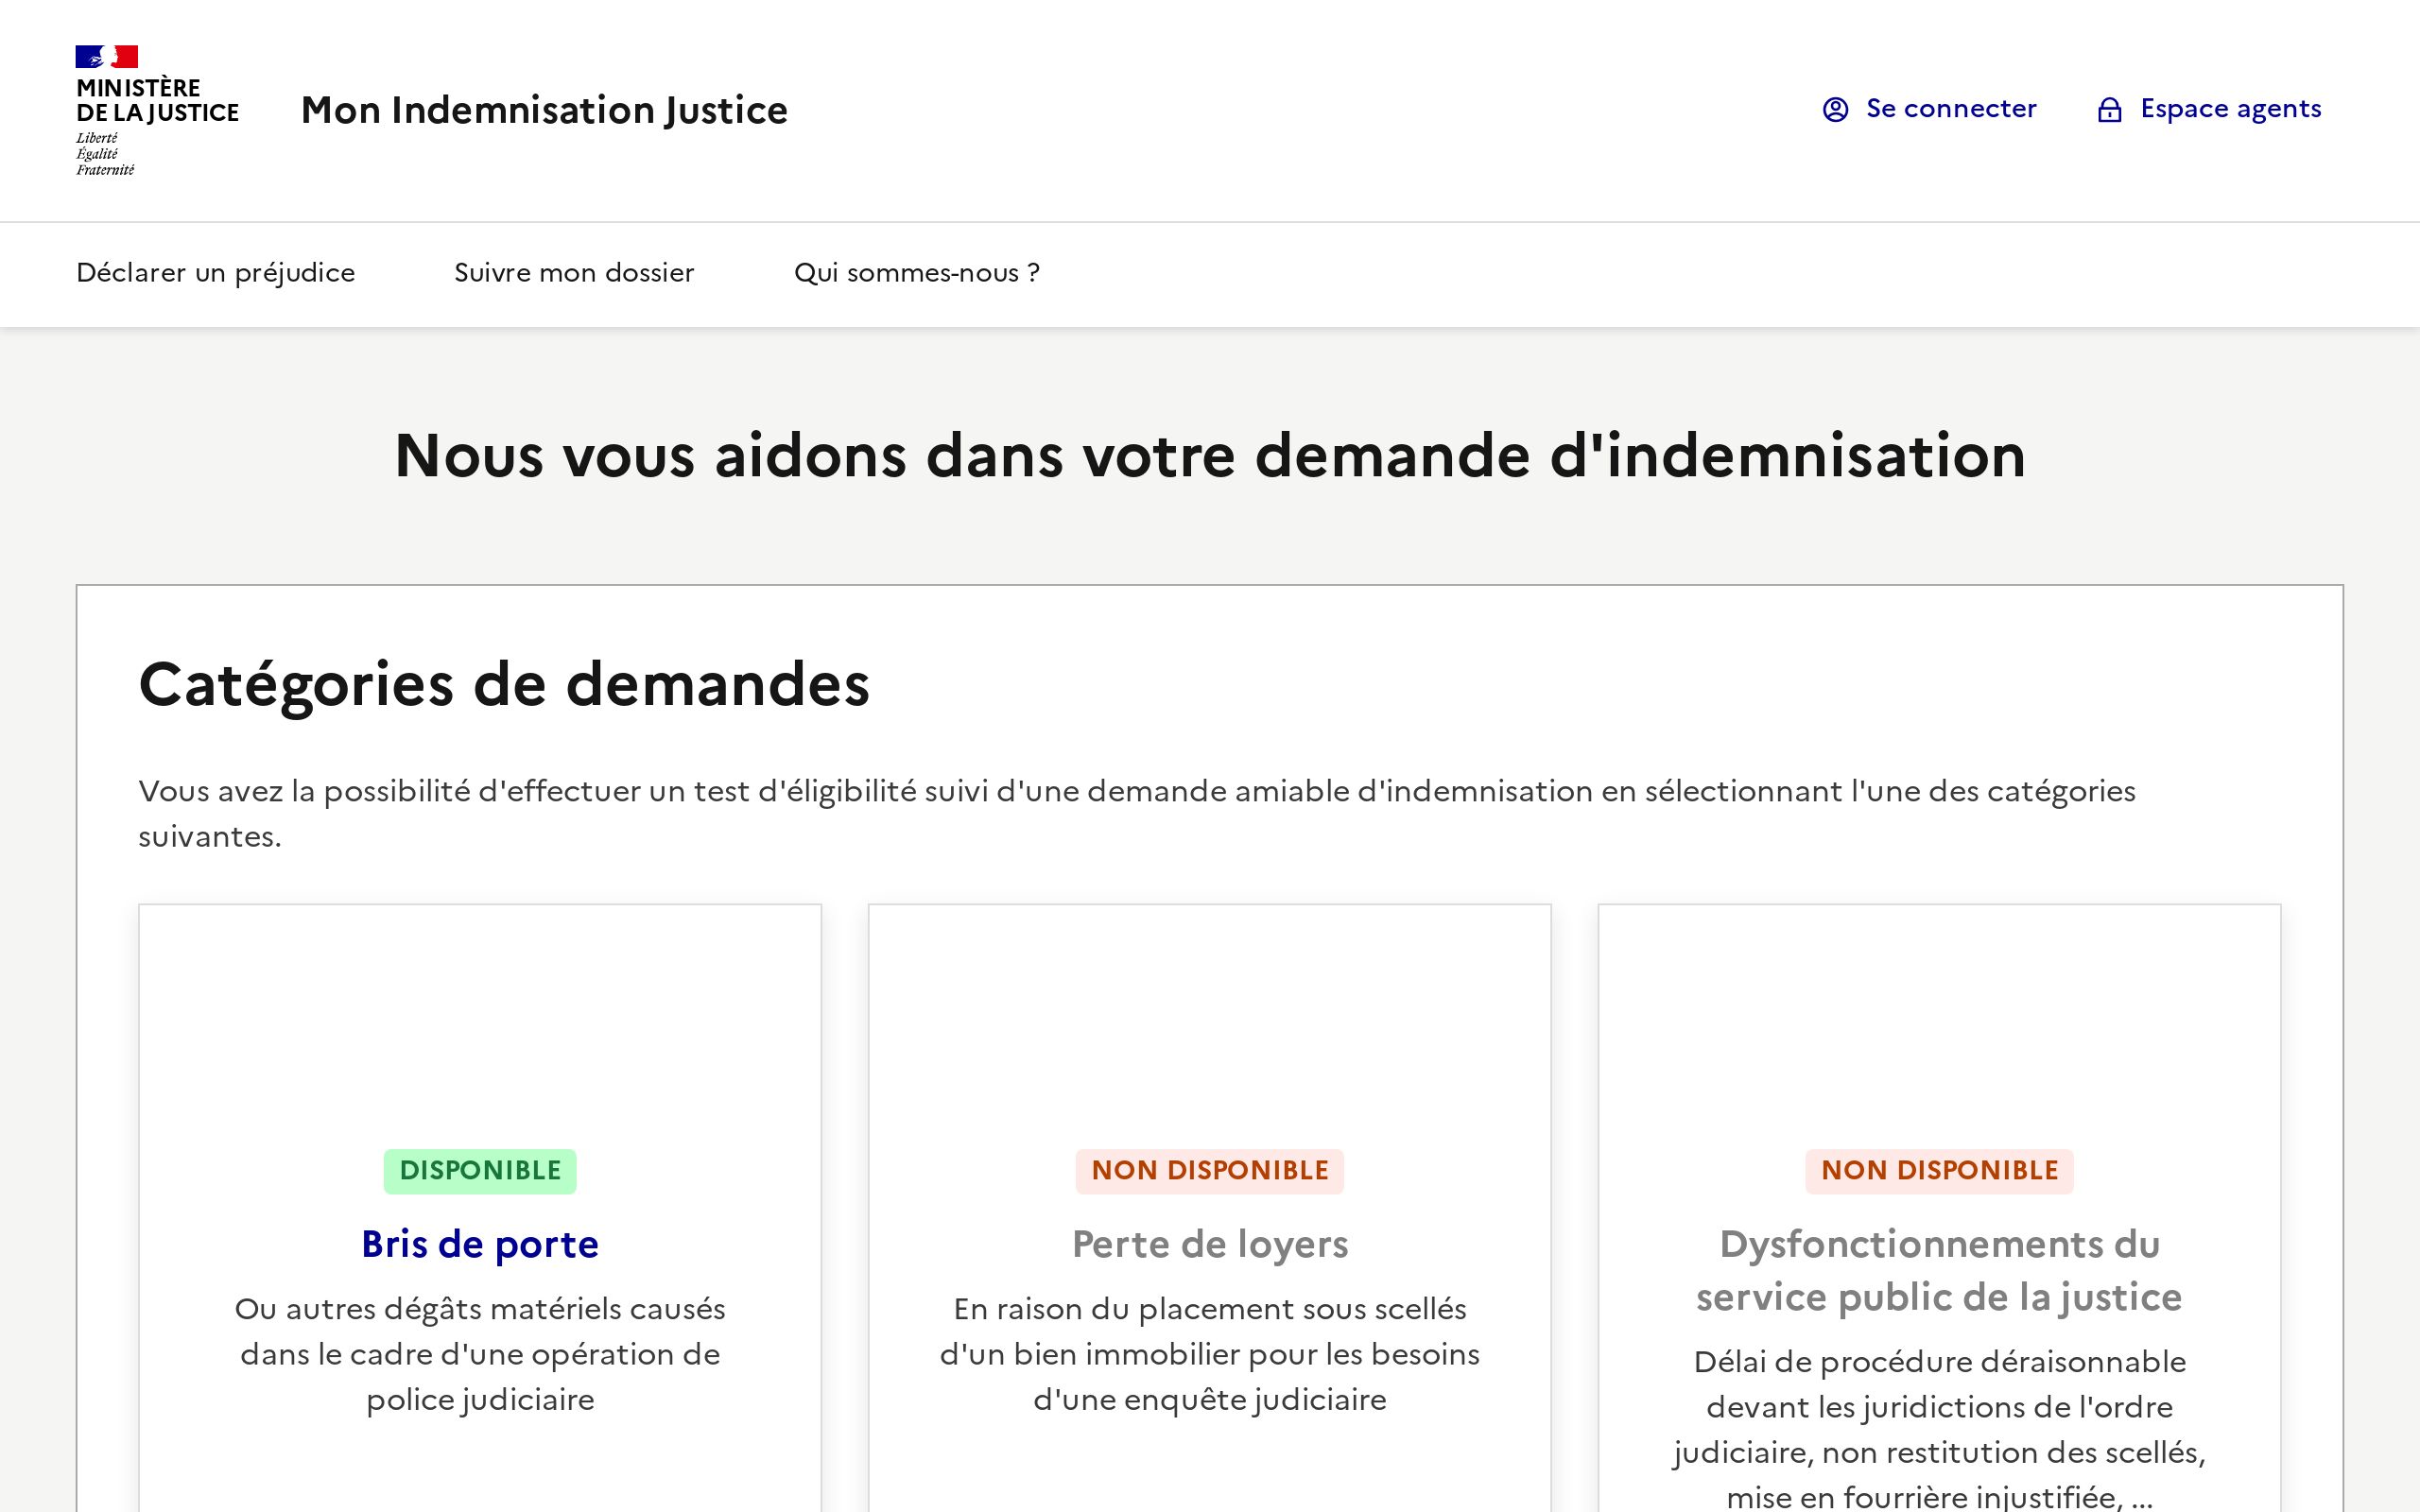 MINISTÈRE
DE LA JUSTICE
Liberté
Égalité
Fraternité
Mon Indemnisation Justice
Se connecter
Espace agents
Déclarer un préjudice
Suivre mon dossier
Qui sommes-nous ?
Nous vous aidons dans votre demande d'indemnisation
Catégories de demandes
Vous avez la possibilité d'effectuer un test d'éligibilité suivi d'une demande amiable d'indemnisation en sélectionnant l'une des catégories
suivantes.
DISPONIBLE
Bris de porte
Ou autres dégâts matériels causés
dans le cadre d'une opération de
police judiciaire
NON DISPONIBLE
Perte de loyers
En raison du placement sous scellés
d'un bien immobilier pour les besoins
d'une enquête judiciaire
NON DISPONIBLE
Dysfonctionnements du
service public de la justice
Délai de procédure déraisonnable
devant les juridictions de l'ordre
judiciaire, non restitution des scellés,
mise en fourrière injustifiée, ...